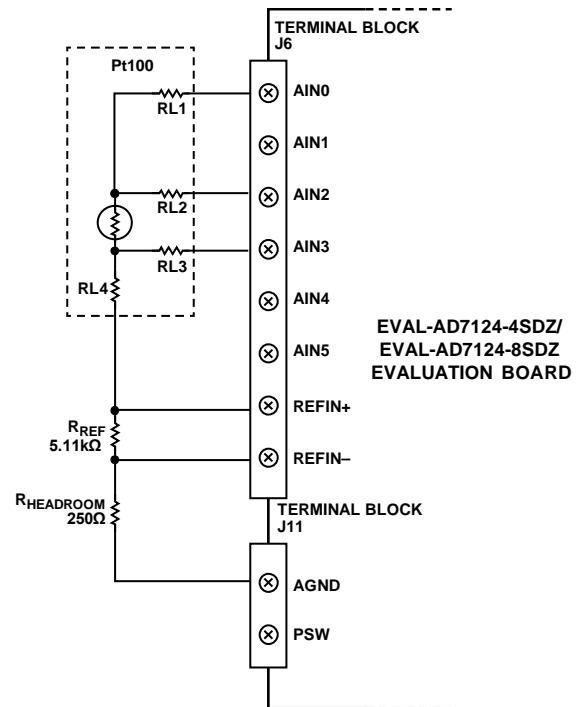 TERMINAL BLOCK
J6
Pt100
AIN0
RL1
AIN1
AIN2
RL2
AIN3
RL3
RL4
AIN4
EVAL-AD7124-4SDZ/
EVAL-AD7124-8SDZ
EVALUATION BOARD
AIN5
REFIN+
RREF
5.11kΩ
REFIN–
RHEADROOM
250Ω
TERMINAL BLOCK
J11
AGND
PSW